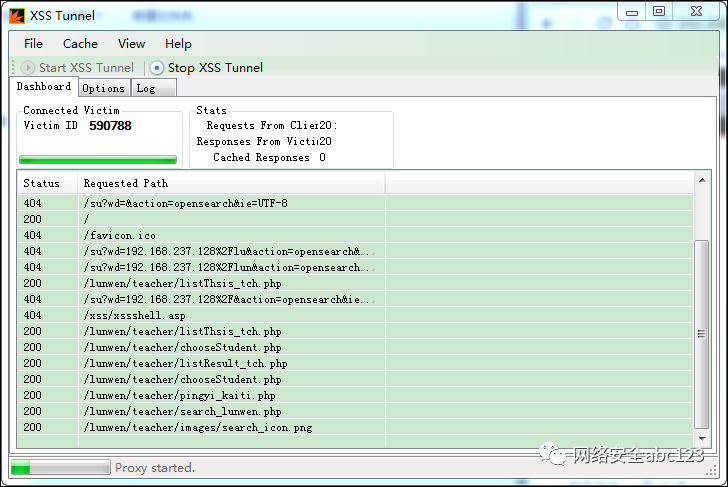 XSS Tunnel
File Cache View Help
Start XSS Tunnel Stop XSS Tunnel
Dashboard Options Log
Connected Victim
Victim ID 590788
Stats
Requests From Clien20:
Responses From Victin20
Cached Responses 0
Status Requested Path
404 /su?wd=&action=opensearch&ie=UTF-8
200 /
404 /favicon.ico
404 /su?wd=192.168.237.128%2Flu&action=opensearch&...
404 /su?wd=192.168.237.128%2Flun&action=opensearch...
200 /lunwen/teacher/listThsis_tch.php
404 /su?wd=192.168.237.128%2F&action=opensearch&ie...
404 /xss/xssshell.asp
200 /lunwen/teacher/listThsis_tch.php
200 /lunwen/teacher/chooseStudent.php
200 /lunwen/teacher/listResult_tch.php
200 /lunwen/teacher/chooseStudent.php
200 /lunwen/teacher/pingyi_kaiti.php
200 /lunwen/teacher/search_lunwen.php
200 /lunwen/teacher/images/search_icon.png
网络安全abc123
Proxy started.